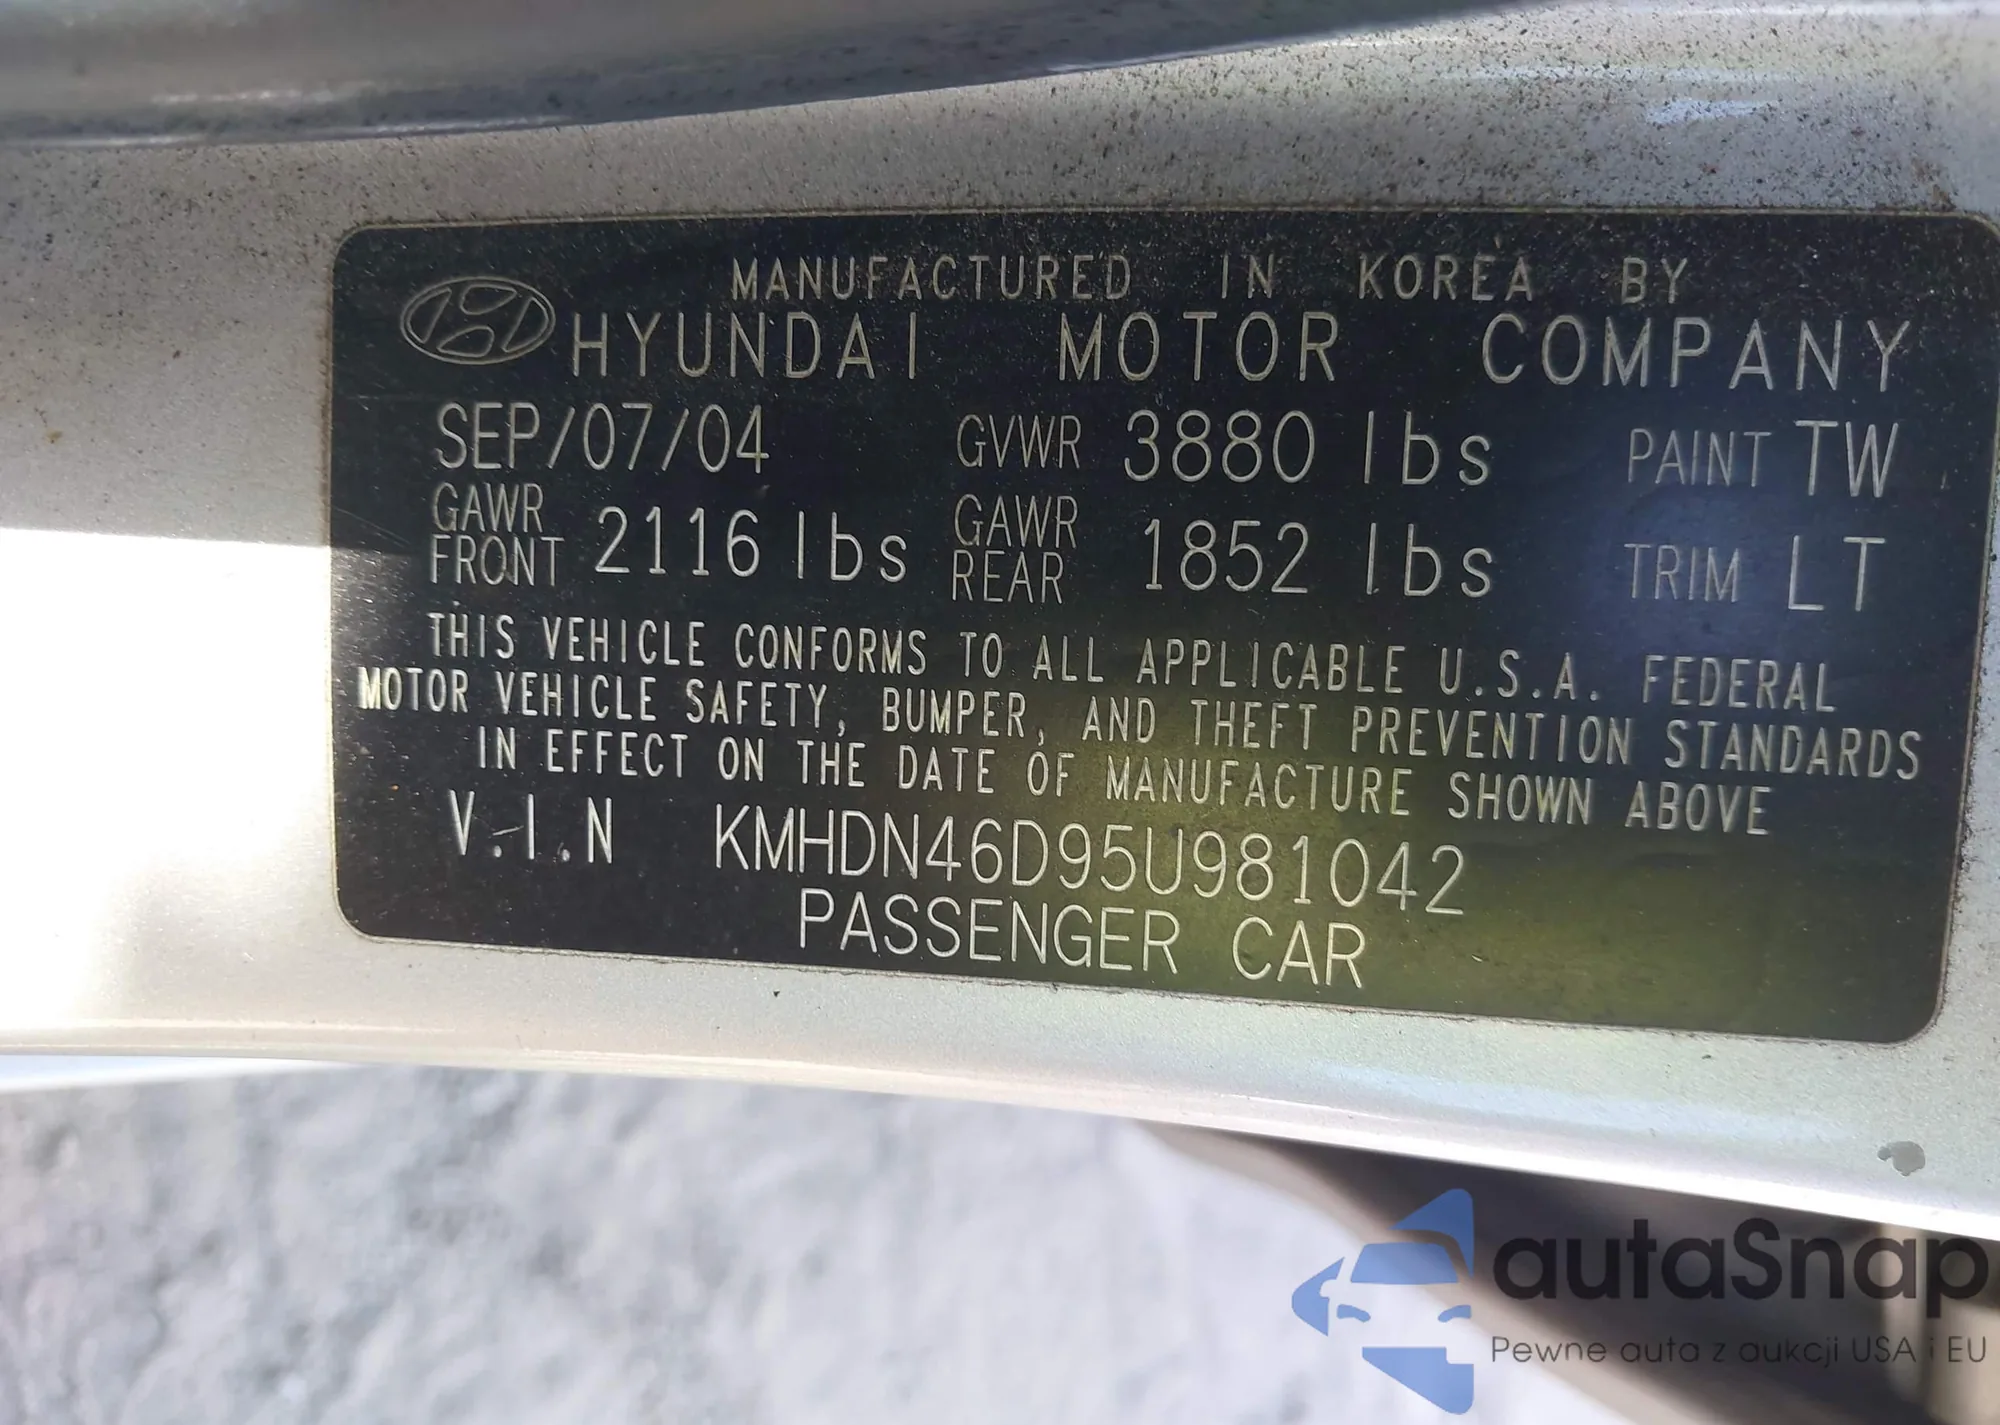 MANUFACTURED IN KOREA BY
HYUNDAI MOTOR COMPANY
SEP/07/04 GVWR 3880 lbs PAINT TW
GAWR FRONT 2116 lbs GAWR REAR 1852 lbs TRIM LT
THIS VEHICLE CONFORMS TO ALL APPLICABLE U.S.A. FEDERAL
MOTOR VEHICLE SAFETY, BUMPER, AND THEFT PREVENTION STANDARDS
IN EFFECT ON THE DATE OF MANUFACTURE SHOWN ABOVE
V.I.N KMHDN46D95U981042
PASSENGER CAR
autaSnap
Pewne auta z aukcji USA i EU